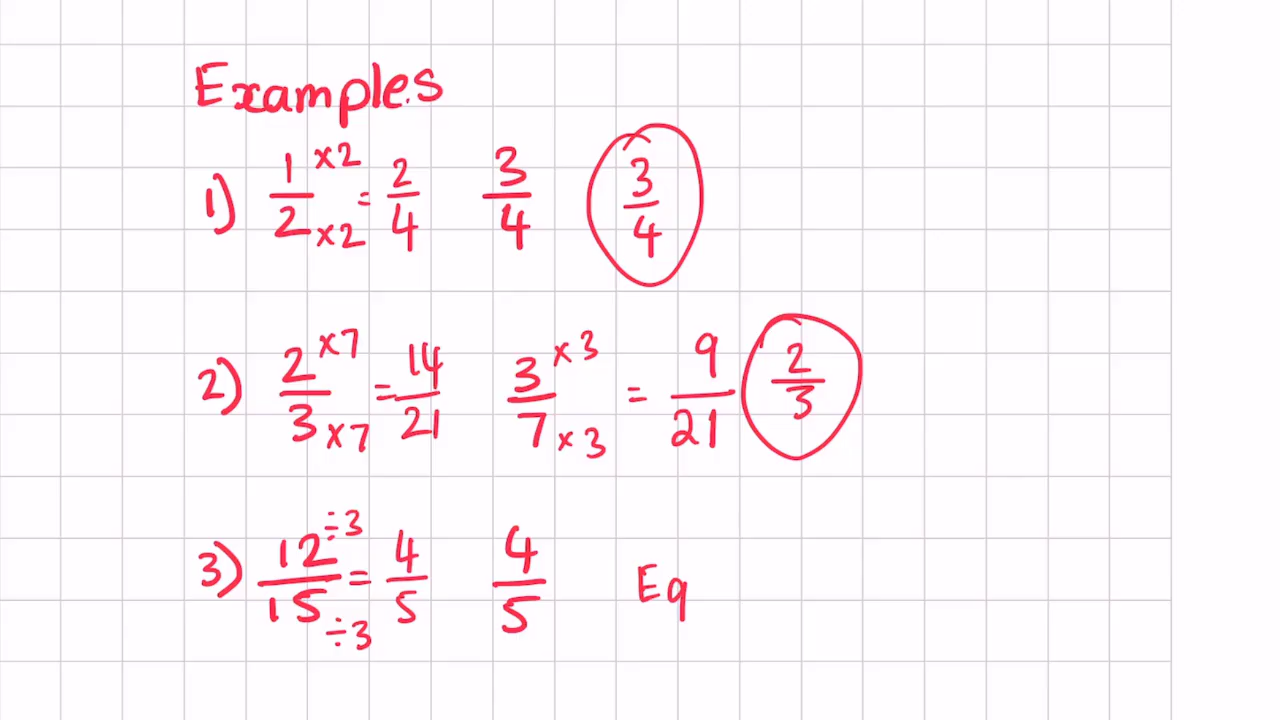 Examples
1) 1/2 ×2 ×2 = 2/4 3/4 3/4
2) 2/3 ×7 ×7 = 14/21 3/7 ×3 ×3 = 9/21 2/3
3) 12/15 ÷3 ÷3 = 4/5 4/5 Eq